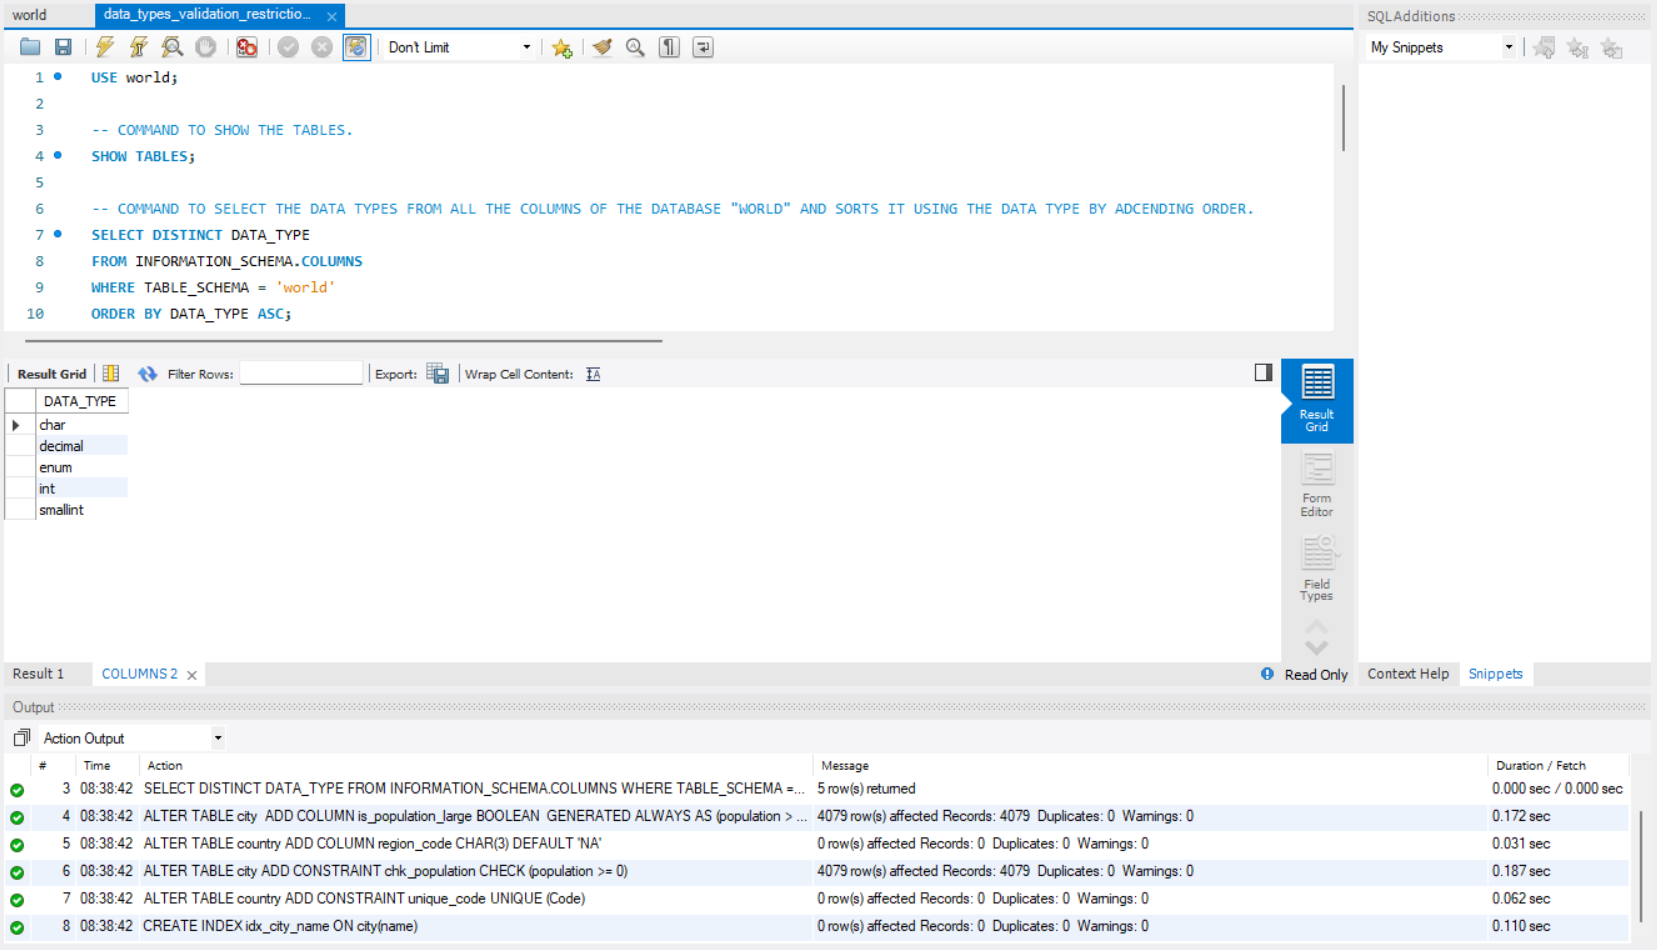 world
data_types_validation_restrictio...
SQLAdditions
Don't Limit
My Snippets
1 USE world;
2
3 -- COMMAND TO SHOW THE TABLES.
4 SHOW TABLES;
5
6 -- COMMAND TO SELECT THE DATA TYPES FROM ALL THE COLUMNS OF THE DATABASE "WORLD" AND SORTS IT USING THE DATA TYPE BY ADCENDING ORDER.
7 SELECT DISTINCT DATA_TYPE
8 FROM INFORMATION_SCHEMA.COLUMNS
9 WHERE TABLE_SCHEMA = 'world'
10 ORDER BY DATA_TYPE ASC;
Result Grid Filter Rows: Export: Wrap Cell Content:
DATA_TYPE
char
decimal
enum
int
smallint
Result
Grid
Form
Editor
Field
Types
Result 1 COLUMNS 2 Read Only Context Help Snippets
Output
Action Output
# Time Action Message Duration / Fetch
3 08:38:42 SELECT DISTINCT DATA_TYPE FROM INFORMATION_SCHEMA.COLUMNS WHERE TABLE_SCHEMA =... 5 row(s) returned 0.000 sec / 0.000 sec
4 08:38:42 ALTER TABLE city ADD COLUMN is_population_large BOOLEAN GENERATED ALWAYS AS (population > ... 4079 row(s) affected Records: 4079 Duplicates: 0 Warnings: 0 0.172 sec
5 08:38:42 ALTER TABLE country ADD COLUMN region_code CHAR(3) DEFAULT 'NA' 0 row(s) affected Records: 0 Duplicates: 0 Warnings: 0 0.031 sec
6 08:38:42 ALTER TABLE city ADD CONSTRAINT chk_population CHECK (population >= 0) 4079 row(s) affected Records: 4079 Duplicates: 0 Warnings: 0 0.187 sec
7 08:38:42 ALTER TABLE country ADD CONSTRAINT unique_code UNIQUE (Code) 0 row(s) affected Records: 0 Duplicates: 0 Warnings: 0 0.062 sec
8 08:38:42 CREATE INDEX idx_city_name ON city(name) 0 row(s) affected Records: 0 Duplicates: 0 Warnings: 0 0.110 sec